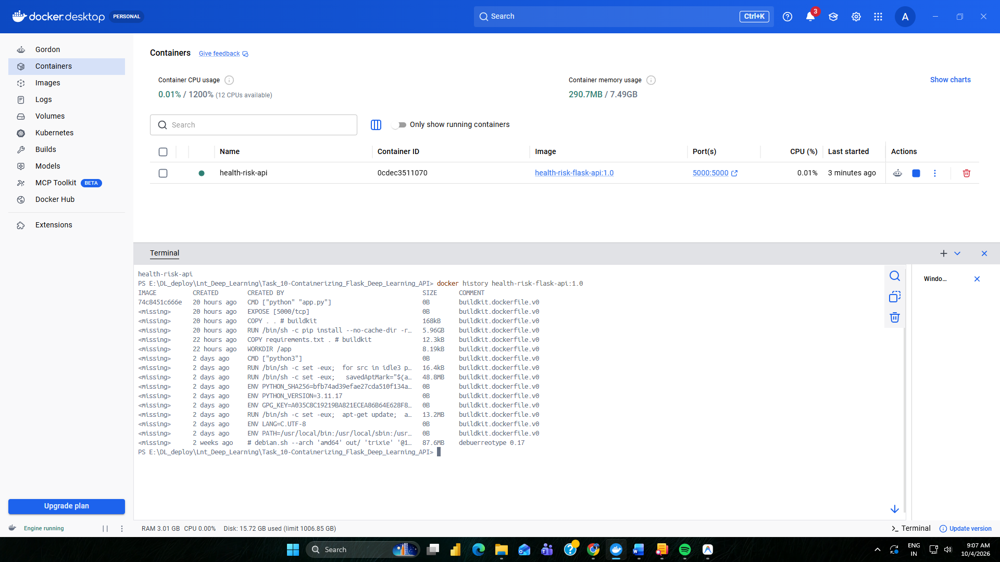 docker.desktop PERSONAL
Search Ctrl+K
3
A
Gordon
Containers
Images
Logs
Volumes
Kubernetes
Builds
Models
MCP Toolkit BETA
Docker Hub
Extensions
Upgrade plan
Containers Give feedback
Container CPU usage
0.01% / 1200% (12 CPUs available)
Container memory usage
290.7MB / 7.49GB
Show charts
Search
Only show running containers
Name Container ID Image Port(s) CPU (%) Last started Actions
health-risk-api 0cdec3511070 health-risk-flask-api:1.0 5000:5000 0.01% 3 minutes ago
Terminal
health-risk-api
PS E:\DL_deploy\Lnt_Deep_Learning\Task_10-Containerizing_Flask_Deep_Learning_API> docker history health-risk-flask-api:1.0
IMAGE CREATED CREATED BY SIZE COMMENT
74c8451c666e 20 hours ago CMD ["python" "app.py"] 0B buildkit.dockerfile.v0
<missing> 20 hours ago EXPOSE [5000/tcp] 0B buildkit.dockerfile.v0
<missing> 20 hours ago COPY . . # buildkit 168kB buildkit.dockerfile.v0
<missing> 20 hours ago RUN /bin/sh -c pip install --no-cache-dir -r… 5.96GB buildkit.dockerfile.v0
<missing> 22 hours ago COPY requirements.txt . # buildkit 12.3kB buildkit.dockerfile.v0
<missing> 22 hours ago WORKDIR /app 8.19kB buildkit.dockerfile.v0
<missing> 2 days ago CMD ["python3"] 0B buildkit.dockerfile.v0
<missing> 2 days ago RUN /bin/sh -c set -eux; for src in idle3 p… 16.4kB buildkit.dockerfile.v0
<missing> 2 days ago RUN /bin/sh -c set -eux; savedAptMark="$(a… 48.8MB buildkit.dockerfile.v0
<missing> 2 days ago ENV PYTHON_SHA256=bfb74ad39efae27cda510f134a… 0B buildkit.dockerfile.v0
<missing> 2 days ago ENV PYTHON_VERSION=3.11.17 0B buildkit.dockerfile.v0
<missing> 2 days ago ENV GPG_KEY=A035C8C19219BA821ECEA86B64E628F8… 0B buildkit.dockerfile.v0
<missing> 2 days ago RUN /bin/sh -c set -eux; apt-get update; a… 13.2MB buildkit.dockerfile.v0
<missing> 2 days ago ENV LANG=C.UTF-8 0B buildkit.dockerfile.v0
<missing> 2 days ago ENV PATH=/usr/local/bin:/usr/local/sbin:/usr… 0B buildkit.dockerfile.v0
<missing> 2 weeks ago # debian.sh --arch 'amd64' out/ 'trixie' '@1… 87.6MB debuerreotype 0.17
PS E:\DL_deploy\Lnt_Deep_Learning\Task_10-Containerizing_Flask_Deep_Learning_API>
Windo...
Engine running
RAM 3.01 GB CPU 0.00% Disk: 15.72 GB used (limit 1006.85 GB)
Terminal Update version
Search
ENG
IN
9:07 AM
10/4/2026